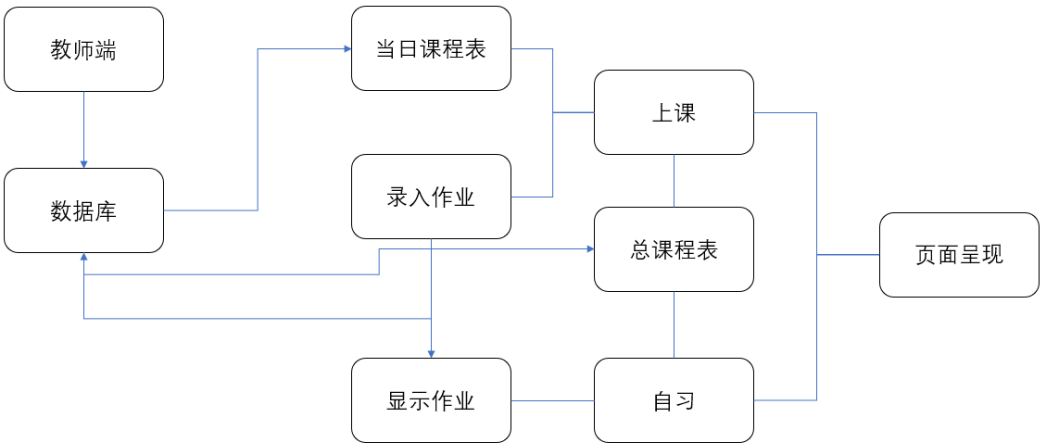 教师端
当日课程表
上课
录入作业
数据库
总课程表
页面呈现
显示作业
自习